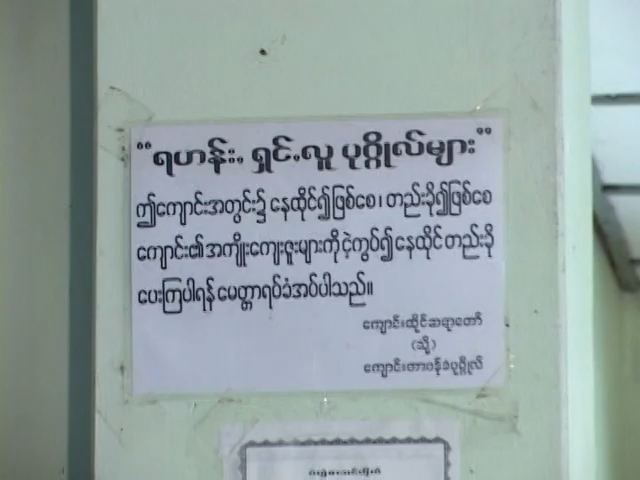 “ရဟန်း၊ ရှင်၊ လူ ပုဂ္ဂိုလ်များ”
ဤကျောင်းအတွင်း၌ နေထိုင်၍ဖြစ်စေ၊ တည်းခို၍ဖြစ်စေ
ကျောင်း၏ အကျိုးကျေးဇူးများကို ငဲ့ကွပ်၍ နေထိုင် တည်းခို
ပေးကြပါရန် မေတ္တာရပ်ခံအပ်ပါသည်။
ကျောင်းထိုင်ဆရာတော်
(သို့)
ကျောင်းတာဝန်ခံပုဂ္ဂိုလ်